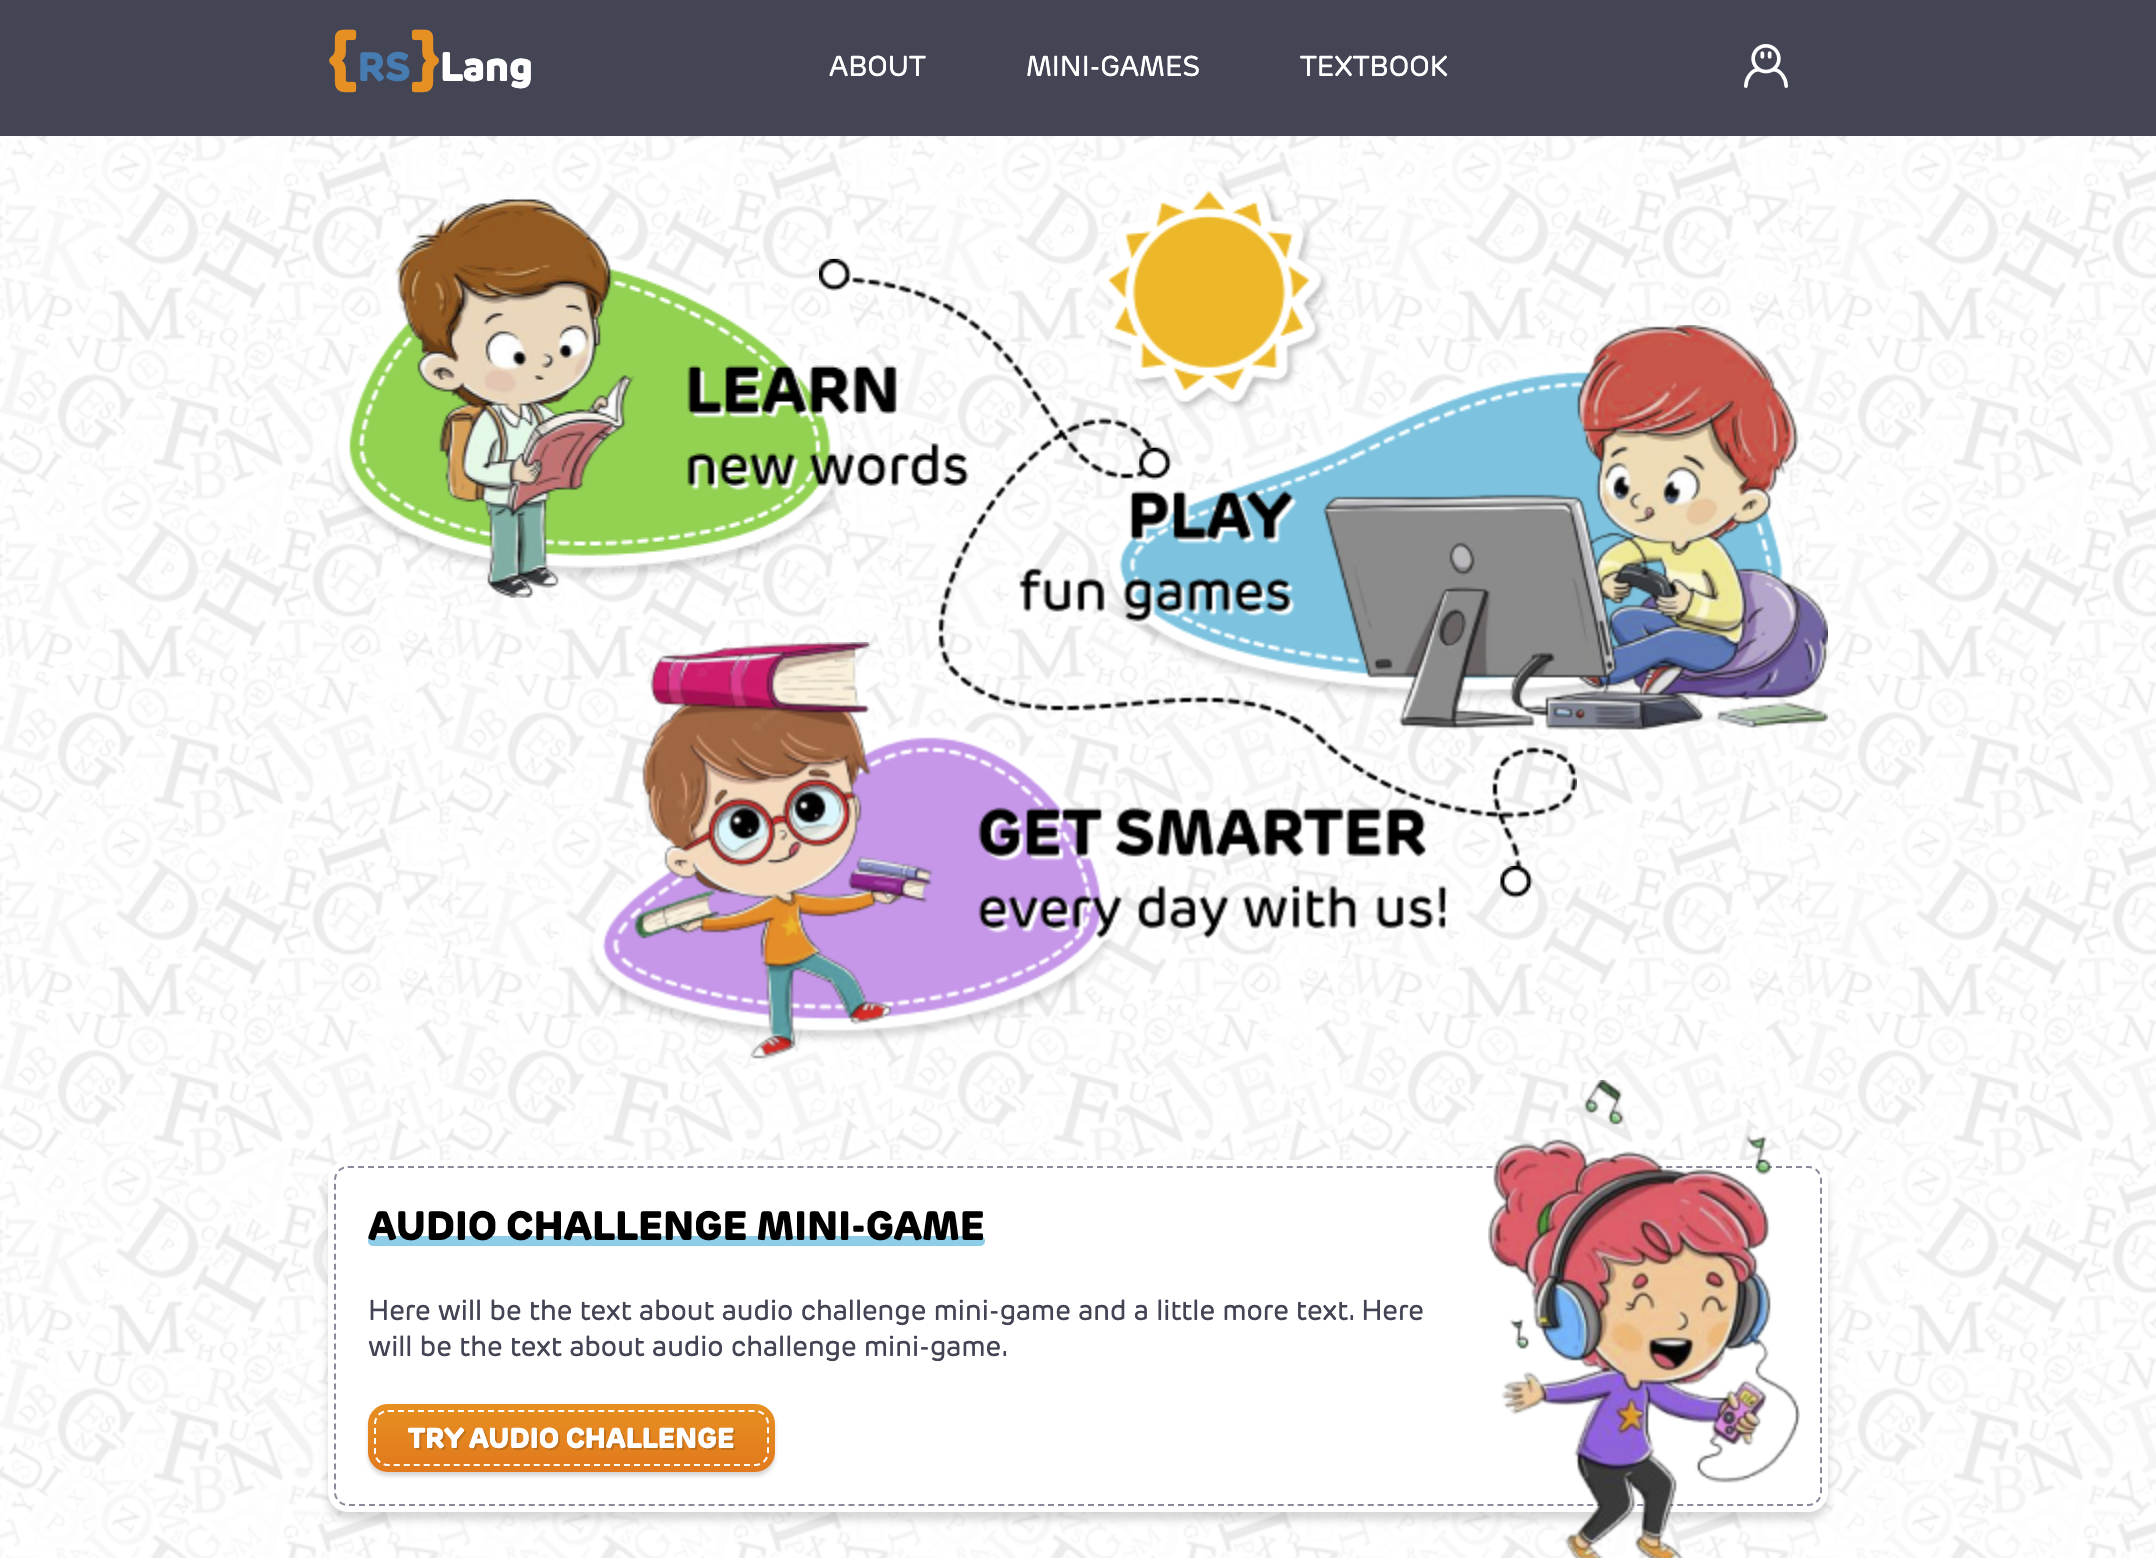 {RS}Lang
ABOUT
MINI-GAMES
TEXTBOOK
LEARN
new words
PLAY
fun games
GET SMARTER
every day with us!
AUDIO CHALLENGE MINI-GAME
Here will be the text about audio challenge mini-game and a little more text. Here
will be the text about audio challenge mini-game.
TRY AUDIO CHALLENGE